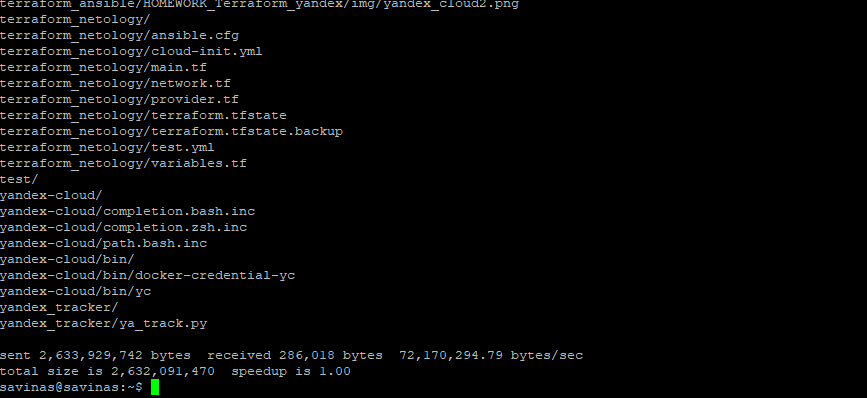 terraform_ansible/HOMEWORK_Terraform_yandex/img/yandex_cloud2.png
terraform_netology/
terraform_netology/ansible.cfg
terraform_netology/cloud-init.yml
terraform_netology/main.tf
terraform_netology/network.tf
terraform_netology/provider.tf
terraform_netology/terraform.tfstate
terraform_netology/terraform.tfstate.backup
terraform_netology/test.yml
terraform_netology/variables.tf
test/
yandex-cloud/
yandex-cloud/completion.bash.inc
yandex-cloud/completion.zsh.inc
yandex-cloud/path.bash.inc
yandex-cloud/bin/
yandex-cloud/bin/docker-credential-yc
yandex-cloud/bin/yc
yandex_tracker/
yandex_tracker/ya_track.py
sent 2,633,929,742 bytes  received 286,018 bytes  72,170,294.79 bytes/sec
total size is 2,632,091,470  speedup is 1.00
savinas@savinas:~$